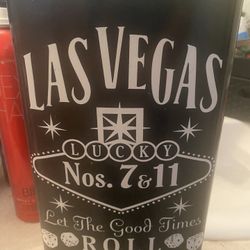 LAS VEGAS
LUCKY
Nos. 7 & 11
Let The Good Times
ROLL